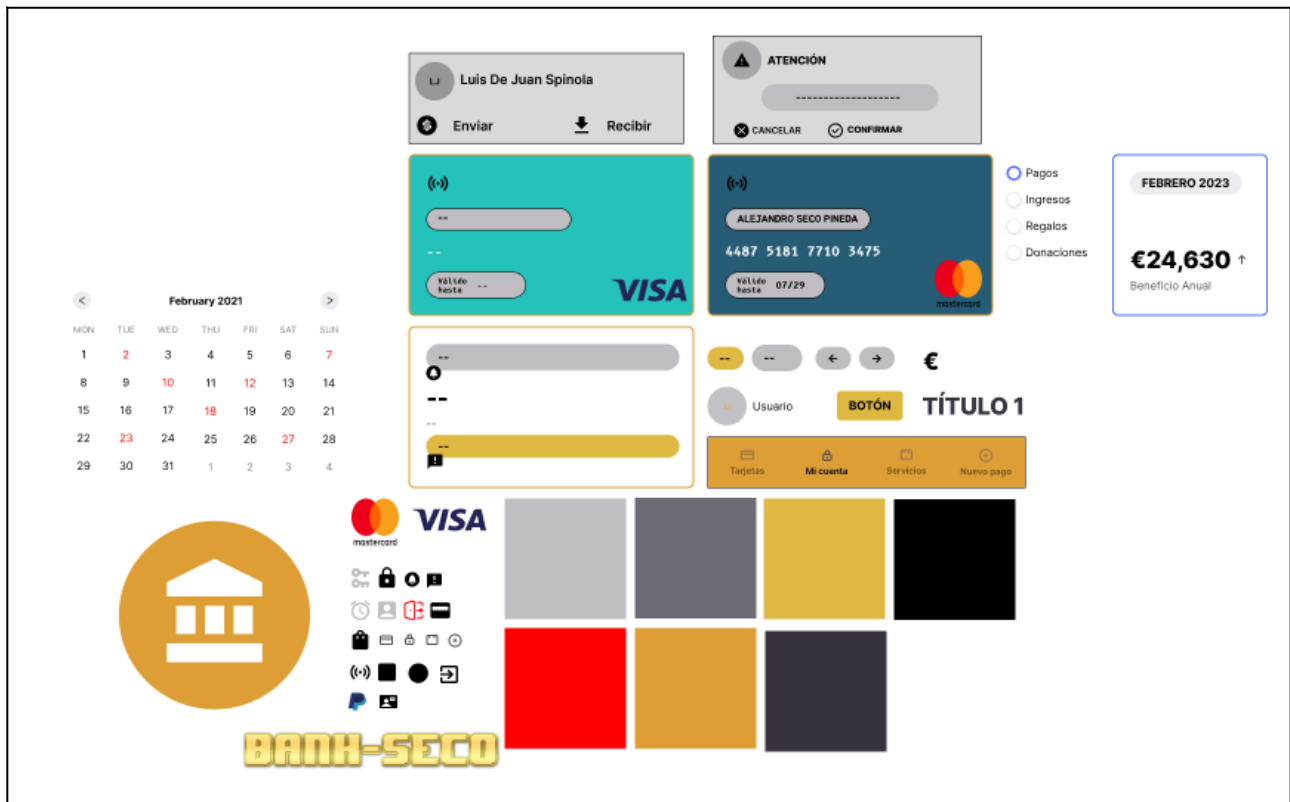 LJ Luis De Juan Spinola
Enviar Recibir
ATENCIÓN
-------------------
CANCELAR CONFIRMAR
--
--
Válido hasta --
VISA
ALEJANDRO SECO PINEDA
4487 5181 7710 3475
Válido hasta 07/29
mastercard
Pagos
Ingresos
Regalos
Donaciones
FEBRERO 2023
€24,630 ↑
Beneficio Anual
< February 2021 >
MON TUE WED THU FRI SAT SUN
1 2 3 4 5 6 7
8 9 10 11 12 13 14
15 16 17 18 19 20 21
22 23 24 25 26 27 28
29 30 31 1 2 3 4
--
--
--
--
-- -- ← → €
Usuario BOTÓN TÍTULO 1
Tarjetas Mi cuenta Servicios Nuevo pago
mastercard VISA
BANH-SECO